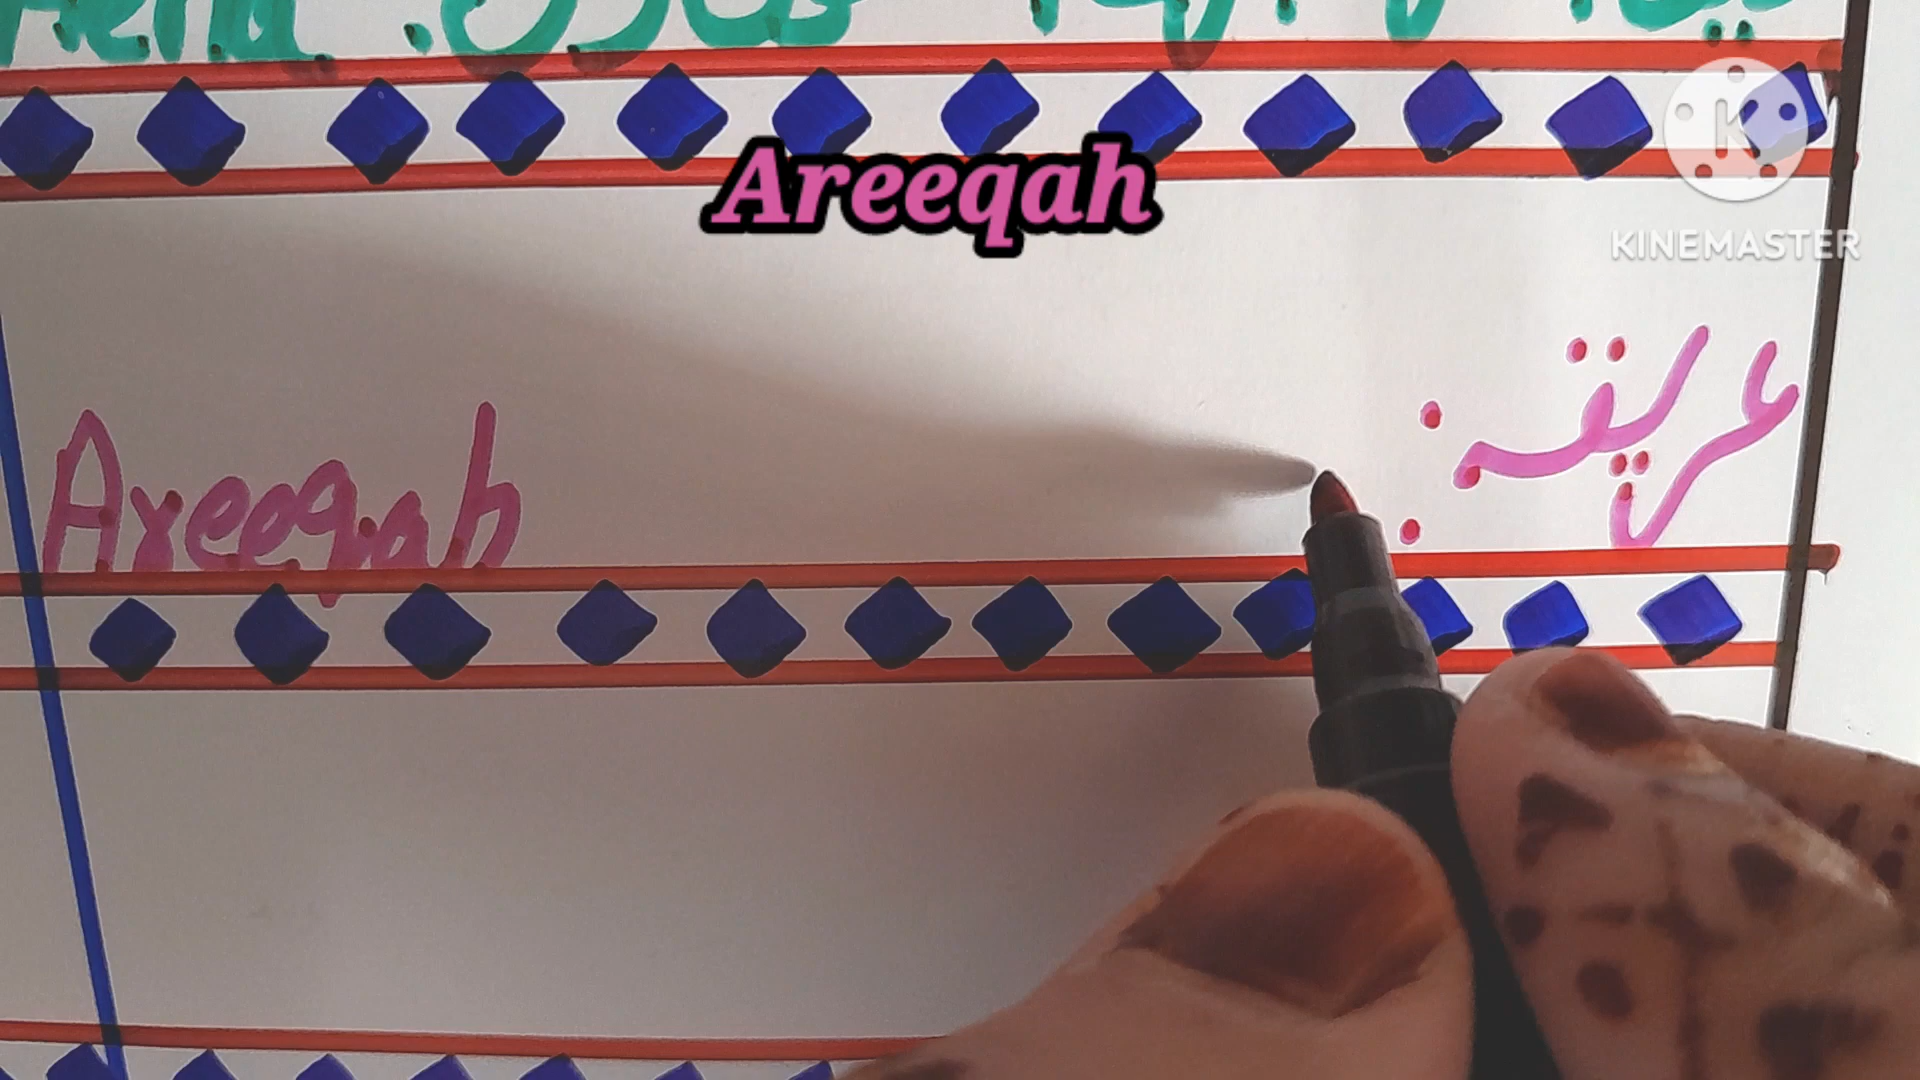 Areeqah
KINEMASTER
Areeqah عریقہ :